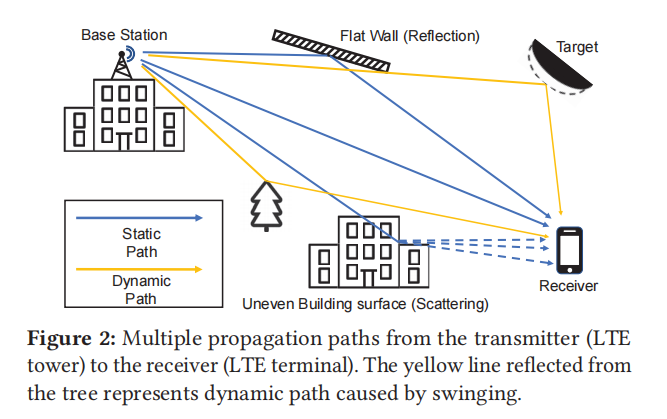 Base Station
Flat Wall (Reflection)
Target
Static
Path
Dynamic
Path
Receiver
Uneven Building surface (Scattering)
Figure 2: Multiple propagation paths from the transmitter (LTE
tower) to the receiver (LTE terminal). The yellow line reflected from
the tree represents dynamic path caused by swinging.